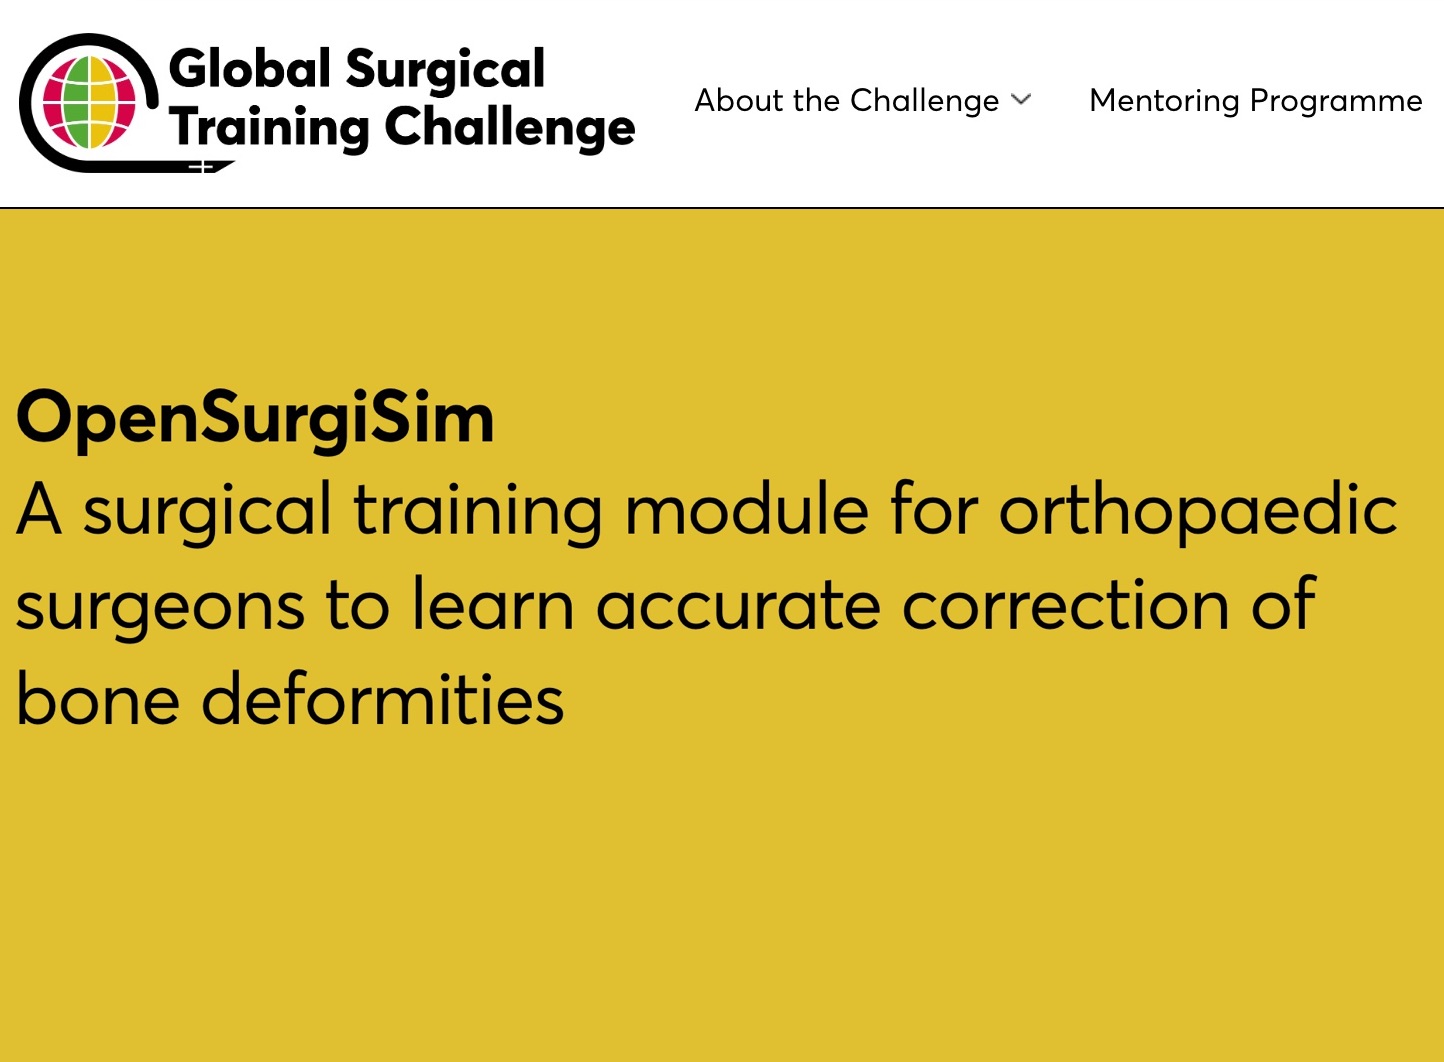 Global Surgical
Training Challenge
About the Challenge
Mentoring Programme
OpenSurgiSim
A surgical training module for orthopaedic
surgeons to learn accurate correction of
bone deformities